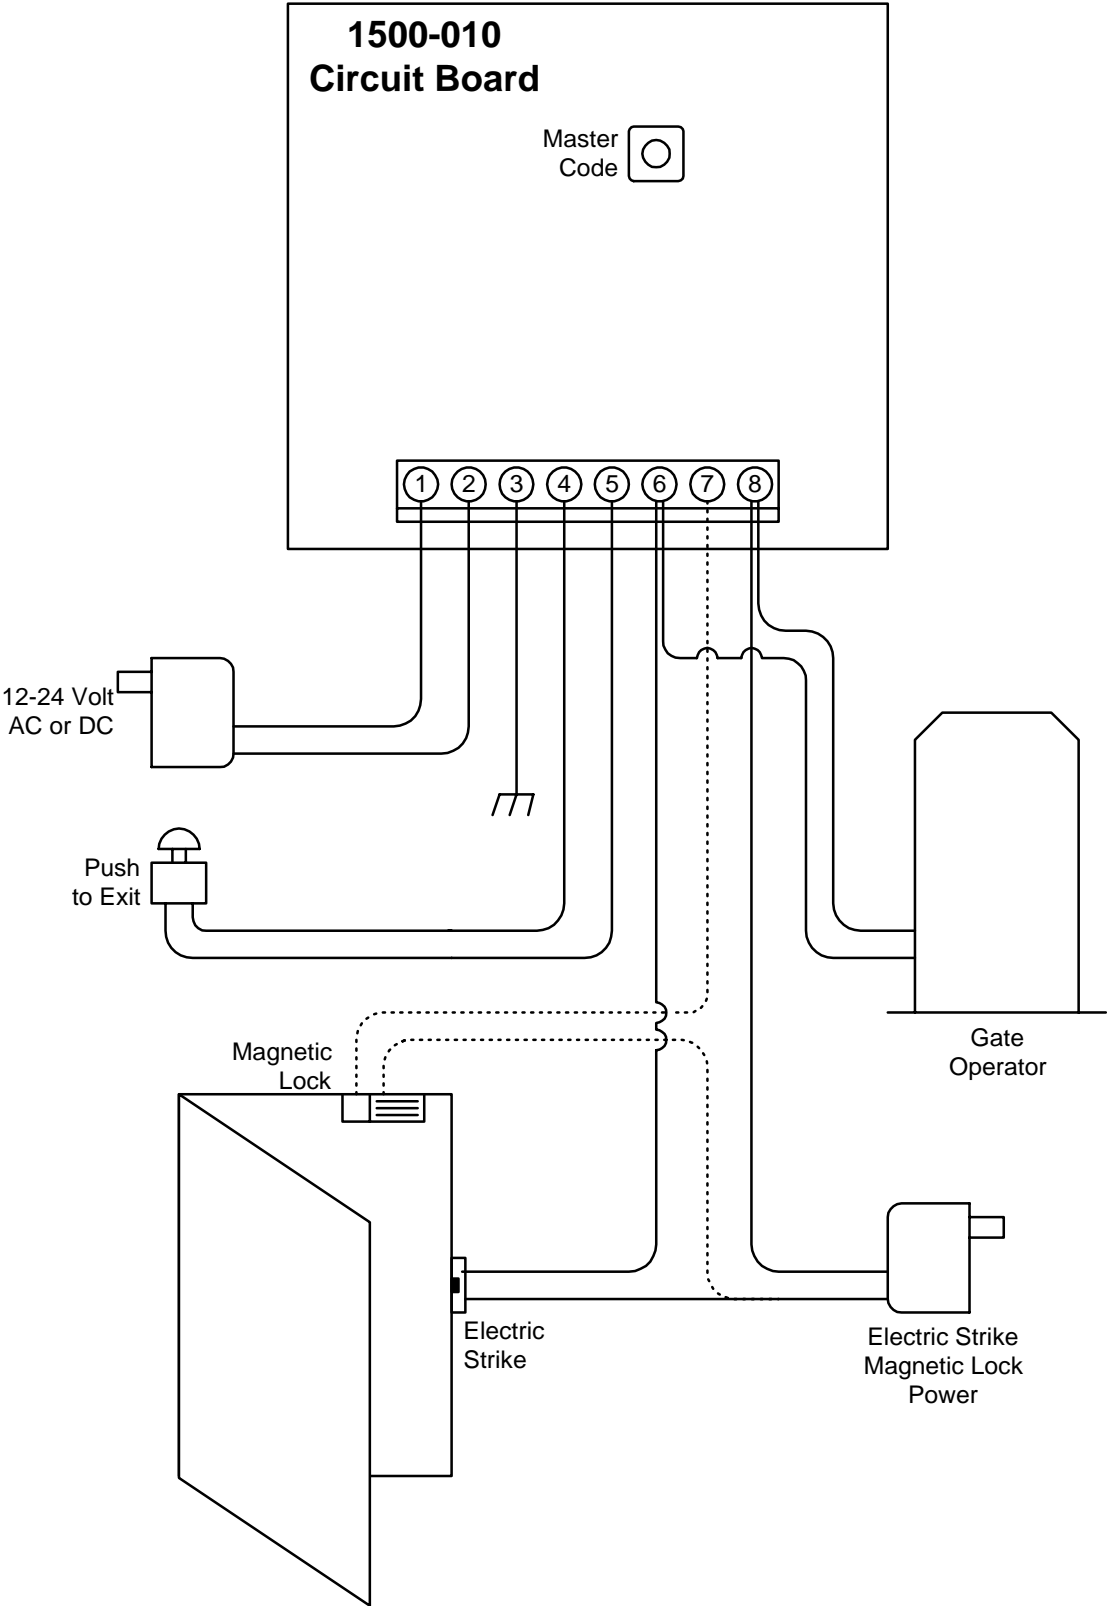 1500-010
Circuit Board
Master
Code
1 2 3 4 5 6 7 8
12-24 Volt
AC or DC
Push
to Exit
Gate
Operator
Magnetic
Lock
Electric
Strike
Electric Strike
Magnetic Lock
Power